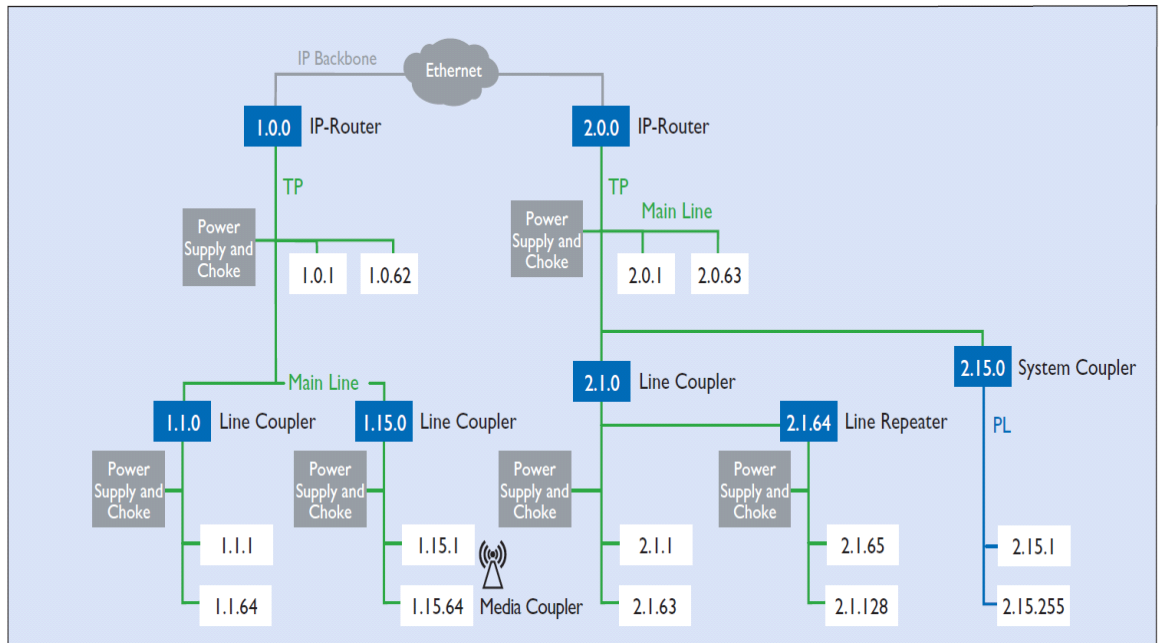 IP Backbone
Ethernet
1.0.0 IP-Router
2.0.0 IP-Router
TP
TP
Main Line
Power
Supply and
Choke
1.0.1
1.0.62
Power
Supply and
Choke
2.0.1
2.0.63
Main Line
1.1.0 Line Coupler
1.15.0 Line Coupler
2.1.0 Line Coupler
2.15.0 System Coupler
2.1.64 Line Repeater
PL
Power
Supply and
Choke
Power
Supply and
Choke
Power
Supply and
Choke
Power
Supply and
Choke
1.1.1
1.15.1
2.1.1
2.1.65
2.15.1
1.1.64
1.15.64 Media Coupler
2.1.63
2.1.128
2.15.255